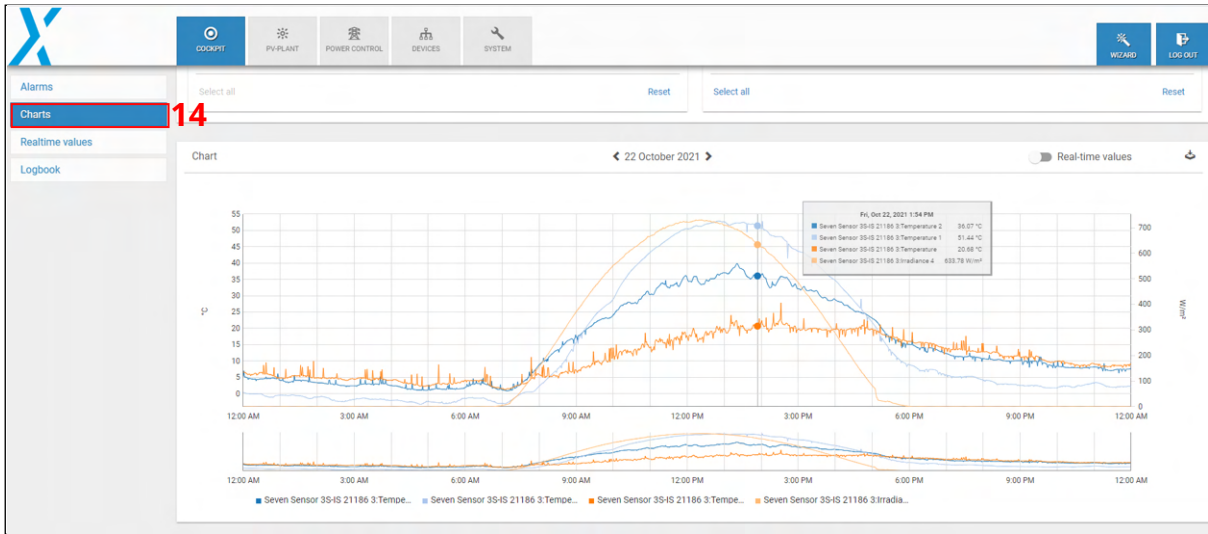 COCKPIT
PV-PLANT
POWER CONTROL
DEVICES
SYSTEM
WIZARD
LOG OUT
Alarms
Charts
14
Realtime values
Logbook
Select all
Reset
Select all
Reset
Chart
22 October 2021
Real-time values
55
50
45
40
35
30
25
20
15
10
5
0
°C
700
600
500
400
300
200
100
0
W/m²
Fri, Oct 22, 2021 1:54 PM
Seven Sensor 3S-IS 21186 3:Temperature 2 36.07 °C
Seven Sensor 3S-IS 21186 3:Temperature 1 51.44 °C
Seven Sensor 3S-IS 21186 3:Temperature 20.68 °C
Seven Sensor 3S-IS 21186 3:Irradiance 4 633.78 W/m²
12:00 AM 3:00 AM 6:00 AM 9:00 AM 12:00 PM 3:00 PM 6:00 PM 9:00 PM 12:00 AM
12:00 AM 3:00 AM 6:00 AM 9:00 AM 12:00 PM 3:00 PM 6:00 PM 9:00 PM 12:00 AM
Seven Sensor 3S-IS 21186 3:Tempe... Seven Sensor 3S-IS 21186 3:Tempe... Seven Sensor 3S-IS 21186 3:Tempe... Seven Sensor 3S-IS 21186 3:Irradia...